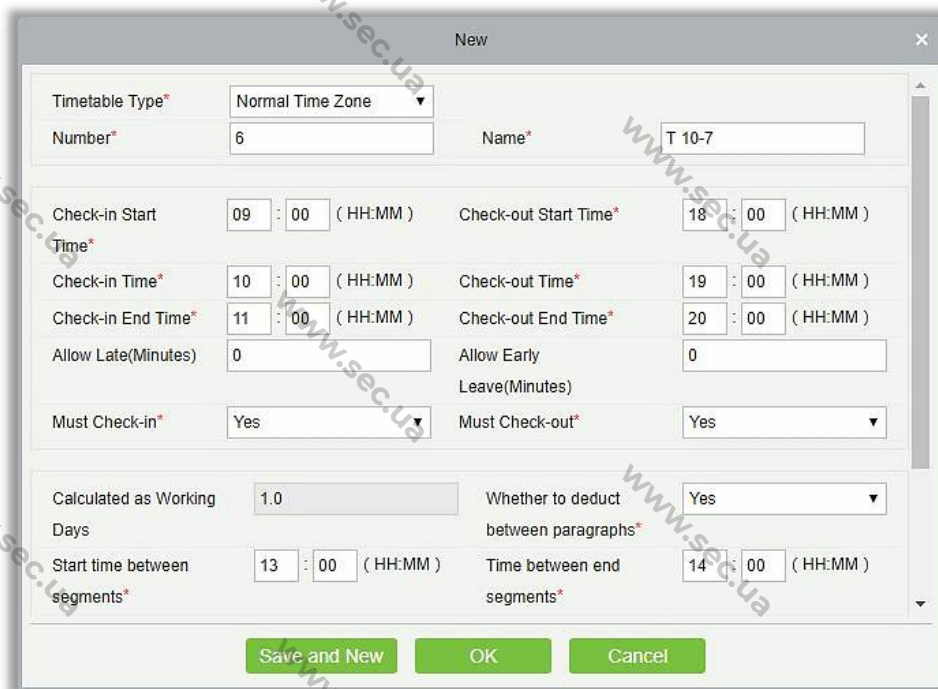 New ×
Timetable Type* Normal Time Zone
Number* 6 Name* T 10-7
Check-in Start 09 : 00 ( HH:MM ) Check-out Start Time* 18 : 00 ( HH:MM )
Time*
Check-in Time* 10 : 00 ( HH:MM ) Check-out Time* 19 : 00 ( HH:MM )
Check-in End Time* 11 : 00 ( HH:MM ) Check-out End Time* 20 : 00 ( HH:MM )
Allow Late(Minutes) 0 Allow Early 0
Leave(Minutes)
Must Check-in* Yes Must Check-out* Yes
Calculated as Working 1.0 Whether to deduct Yes
Days between paragraphs*
Start time between 13 : 00 ( HH:MM ) Time between end 14 : 00 ( HH:MM )
segments* segments*
Save and New OK Cancel
www.sec.ua
www.sec.ua
www.sec.ua
www.sec.ua